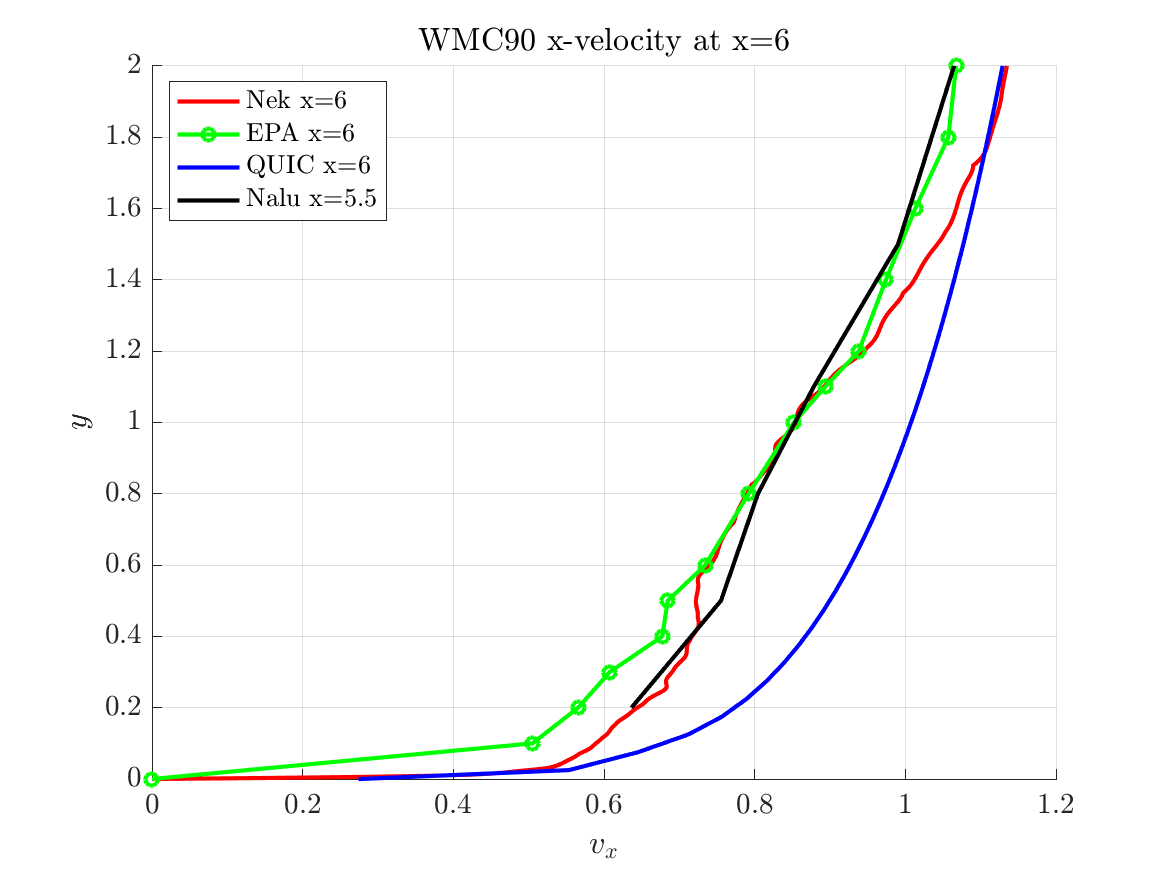 WMC90 x-velocity at x=6
Nek x=6
EPA x=6
QUIC x=6
Nalu x=5.5
2
1.8
1.6
1.4
1.2
1
0.8
0.6
0.4
0.2
0
y
0 0.2 0.4 0.6 0.8 1 1.2
vₓ